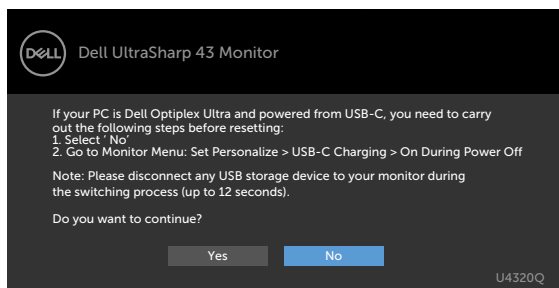 DELL
Dell UltraSharp 43 Monitor
If your PC is Dell Optiplex Ultra and powered from USB-C, you need to carry
out the following steps before resetting:
1. Select ‘ No’
2. Go to Monitor Menu: Set Personalize > USB-C Charging > On During Power Off
Note: Please disconnect any USB storage device to your monitor during
the switching process (up to 12 seconds).
Do you want to continue?
Yes
No
U4320Q